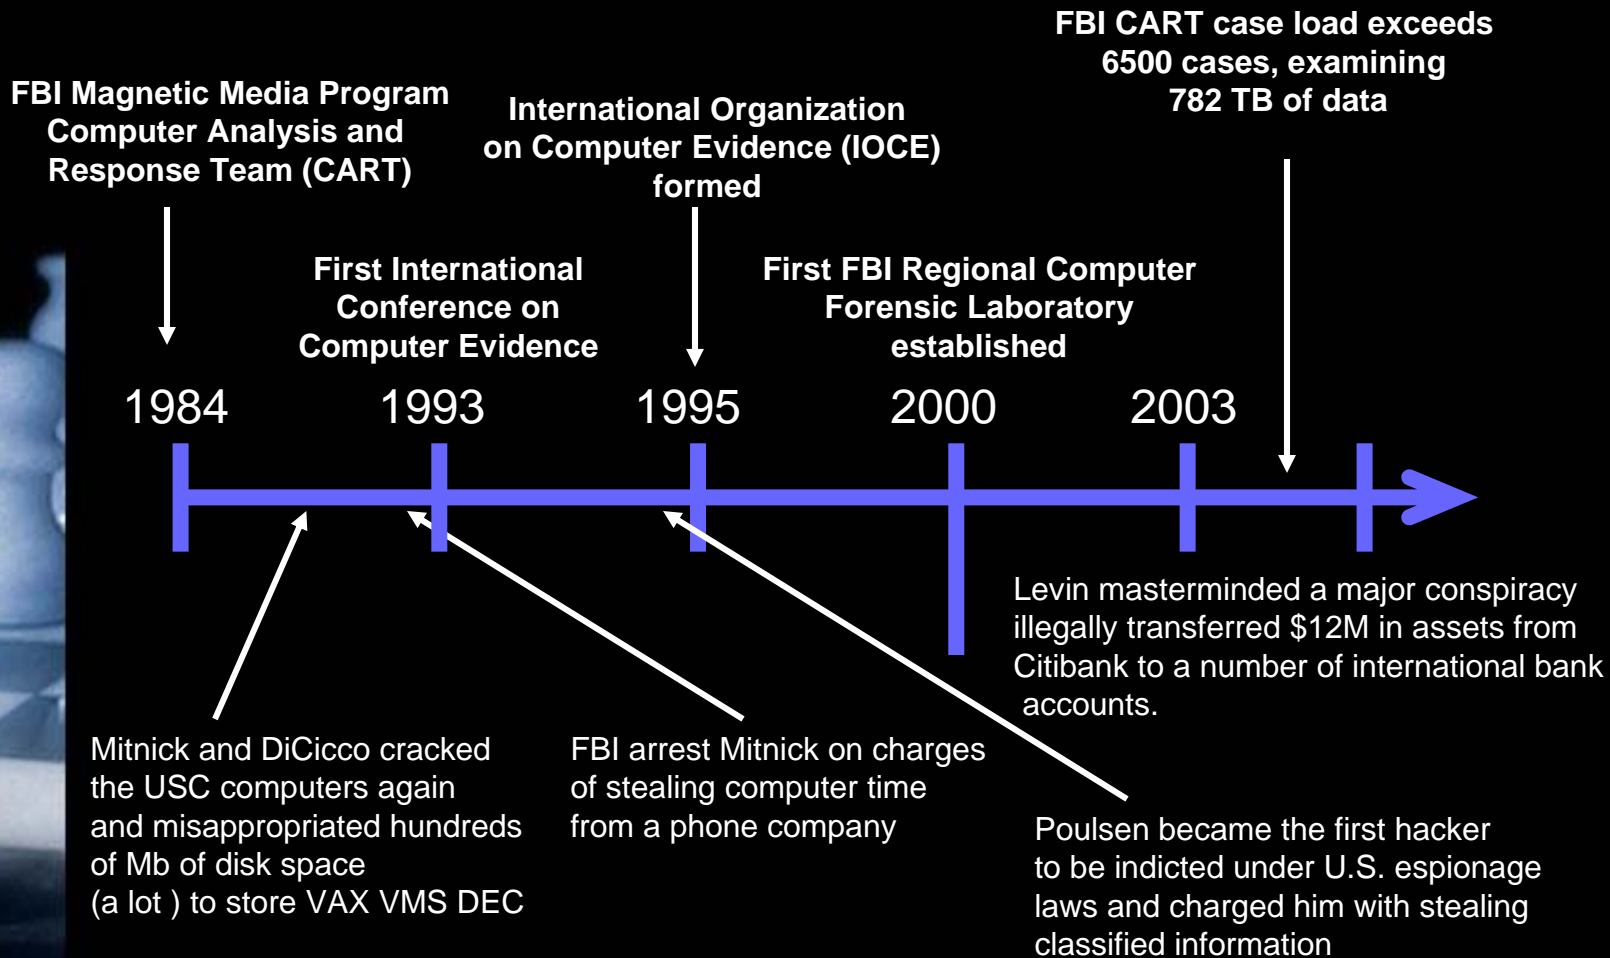 FBI Magnetic Media Program
Computer Analysis and
Response Team (CART)
International Organization
on Computer Evidence (IOCE)
formed
FBI CART case load exceeds
6500 cases, examining
782 TB of data
First International
Conference on
Computer Evidence
First FBI Regional Computer
Forensic Laboratory
established
1984
1993
1995
2000
2003
Mitnick and DiCicco cracked
the USC computers again
and misappropriated hundreds
of Mb of disk space
(a lot ) to store VAX VMS DEC
FBI arrest Mitnick on charges
of stealing computer time
from a phone company
Levin masterminded a major conspiracy
illegally transferred $12M in assets from
Citibank to a number of international bank
accounts.
Poulsen became the first hacker
to be indicted under U.S. espionage
laws and charged him with stealing
classified information